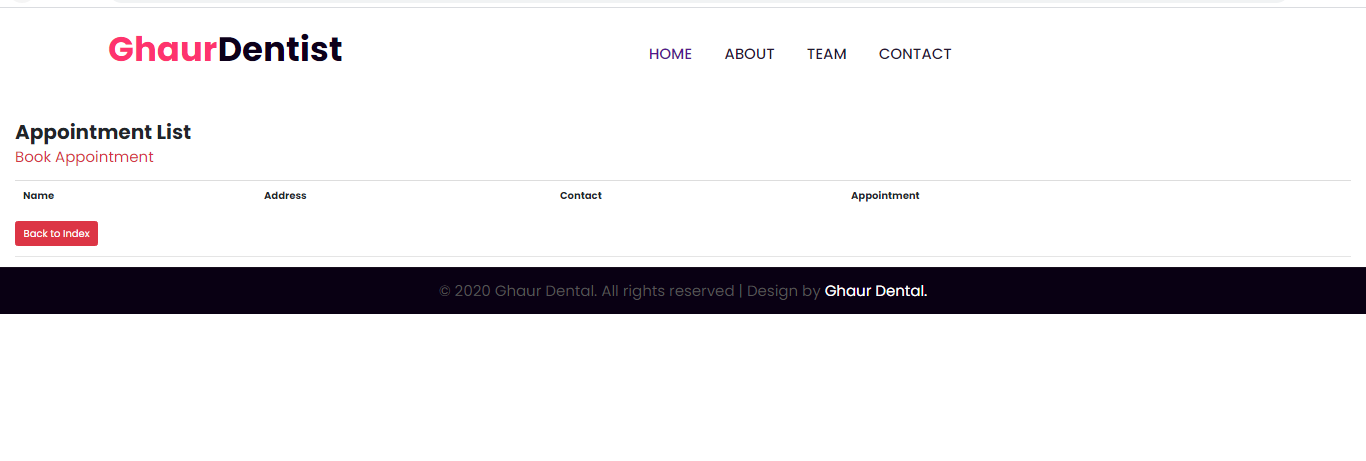 GhaurDentist HOME ABOUT TEAM CONTACT
Appointment List
Book Appointment
Name Address Contact Appointment
Back to Index
© 2020 Ghaur Dental. All rights reserved | Design by Ghaur Dental.